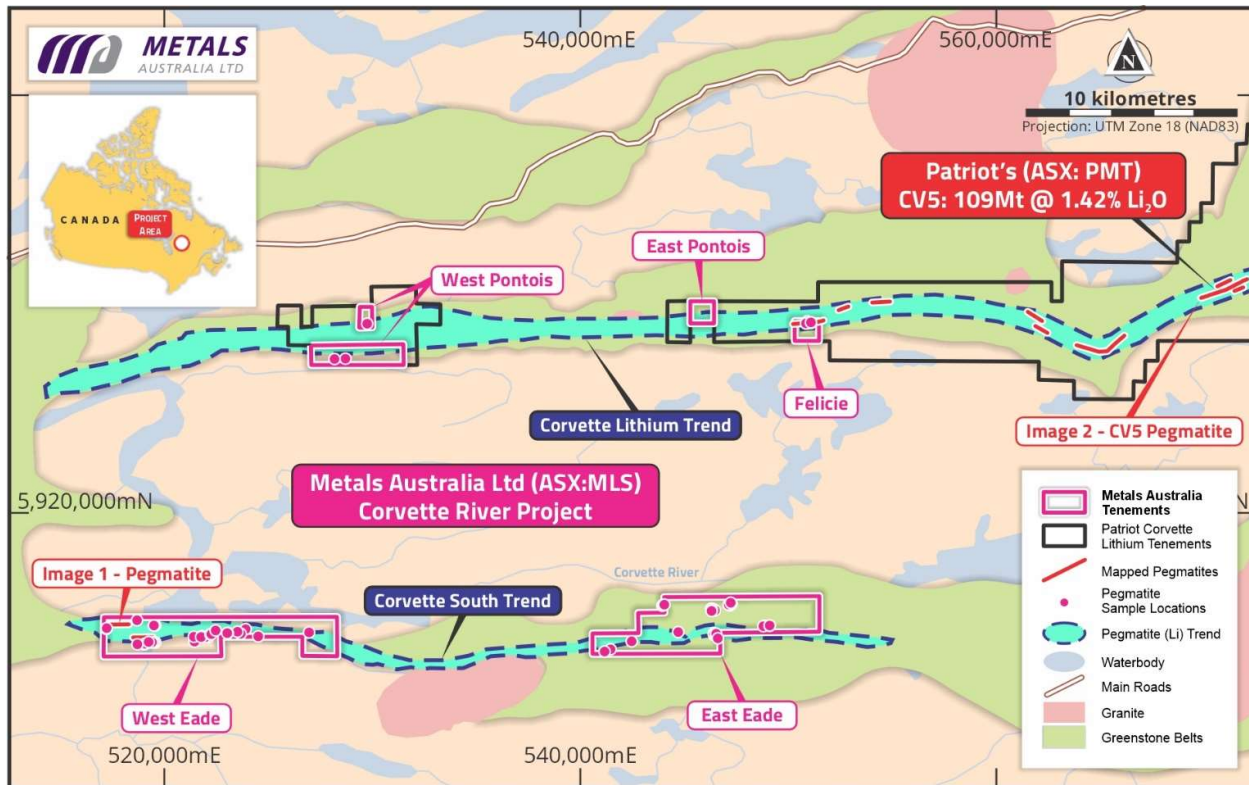 METALS
AUSTRALIA LTD
540,000mE
560,000mE
N
10 kilometres
Projection: UTM Zone 18 (NAD83)
CANADA
PROJECT
AREA
Patriot's (ASX: PMT)
CV5: 109Mt @ 1.42% Li₂O
East Pontois
West Pontois
Felicie
Corvette Lithium Trend
Image 2 - CV5 Pegmatite
Metals Australia Ltd (ASX:MLS)
Corvette River Project
5,920,000mN
N
Image 1 - Pegmatite
Corvette River
Corvette South Trend
West Eade
East Eade
520,000mE
540,000mE
Metals Australia
Tenements
Patriot Corvette
Lithium Tenements
Mapped Pegmatites
Pegmatite
Sample Locations
Pegmatite (Li) Trend
Waterbody
Main Roads
Granite
Greenstone Belts